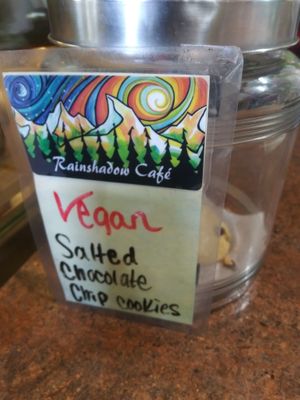 Rainshadow Café
Vegan
Salted
Chocolate
Chip cookies